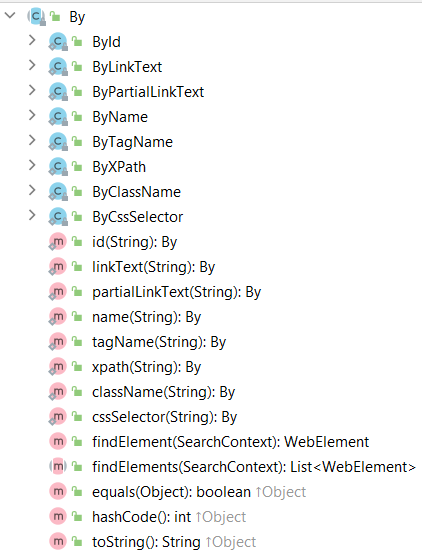 By
ById
ByLinkText
ByPartialLinkText
ByName
ByTagName
ByXPath
ByClassName
ByCssSelector
id(String): By
linkText(String): By
partialLinkText(String): By
name(String): By
tagName(String): By
xpath(String): By
className(String): By
cssSelector(String): By
findElement(SearchContext): WebElement
findElements(SearchContext): List<WebElement>
equals(Object): boolean ↑Object
hashCode(): int ↑Object
toString(): String ↑Object